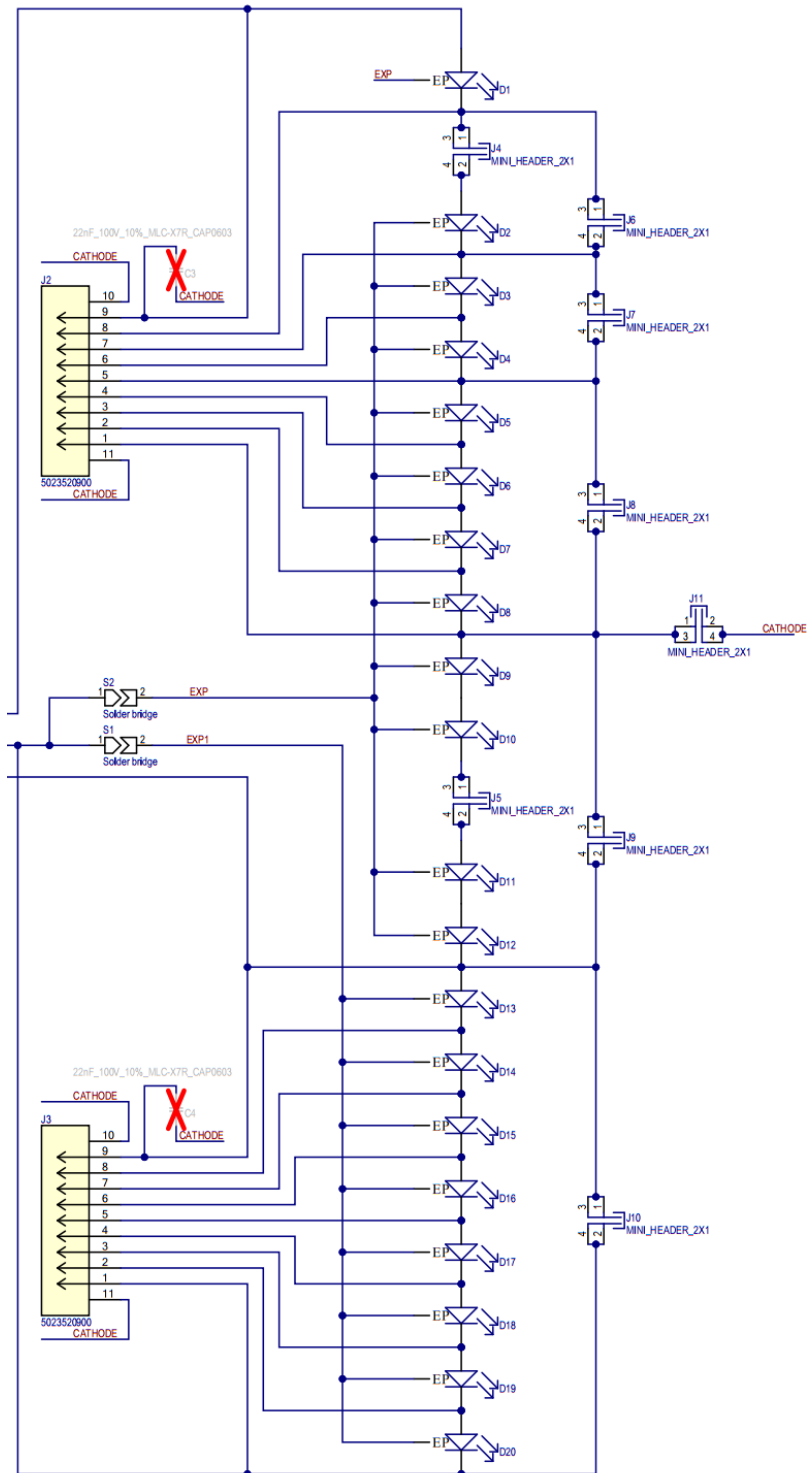 EXP
EP
D1
3
1
J4
4
2
MINI_HEADER_2X1
3
1
J6
4
2
MINI_HEADER_2X1
22nF_100V_10%_MLC-X7R_CAP0603
EP
D2
CATHODE
C3
J2
CATHODE
10
9
8
7
6
5
4
3
2
1
11
5023520900
CATHODE
EP
D3
3
1
J7
4
2
MINI_HEADER_2X1
EP
D4
EP
D5
EP
D6
3
1
J8
4
2
MINI_HEADER_2X1
EP
D7
EP
D8
J11
1
2
3
4
CATHODE
MINI_HEADER_2X1
EP
D9
S2
1
2
EXP
Solder bridge
EP
D10
S1
1
2
EXP1
Solder bridge
3
1
J5
4
2
MINI_HEADER_2X1
3
1
J9
4
2
MINI_HEADER_2X1
EP
D11
EP
D12
EP
D13
22nF_100V_10%_MLC-X7R_CAP0603
EP
D14
CATHODE
C4
J3
CATHODE
10
9
8
7
6
5
4
3
2
1
11
5023520900
CATHODE
EP
D15
EP
D16
3
1
J10
4
2
MINI_HEADER_2X1
EP
D17
EP
D18
EP
D19
EP
D20